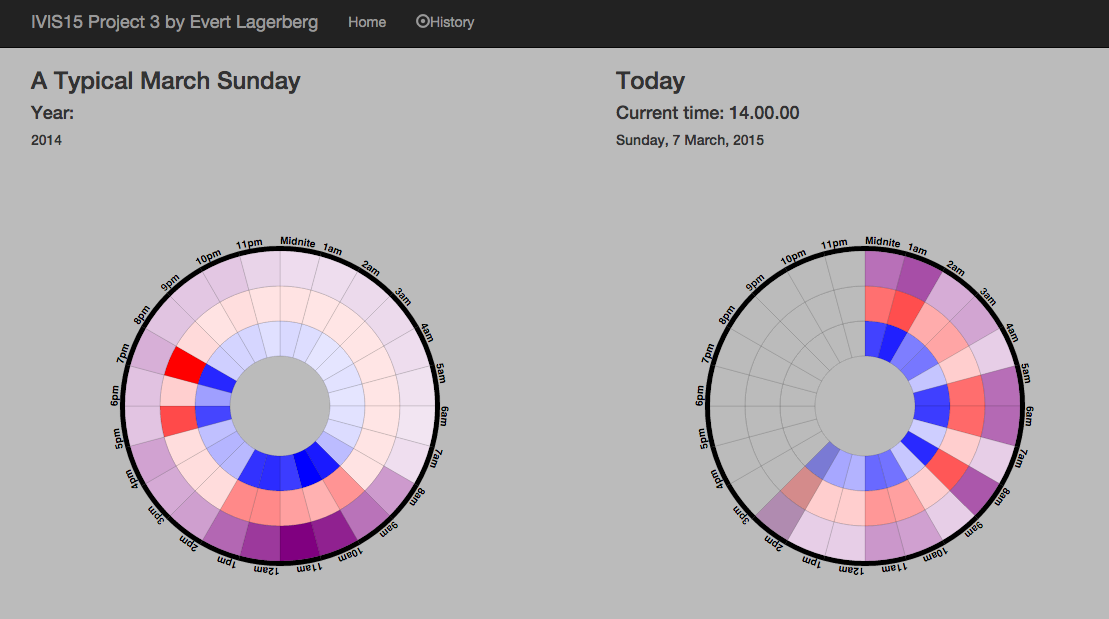 IVIS15 Project 3 by Evert Lagerberg Home History
A Typical March Sunday
Year:
2014
Today
Current time: 14.00.00
Sunday, 7 March, 2015
Midnite
1am
2am
3am
4am
5am
6am
7am
8am
9am
10am
11am
12am
1pm
2pm
3pm
4pm
5pm
6pm
7pm
8pm
9pm
10pm
11pm
Midnite
1am
2am
3am
4am
5am
6am
7am
8am
9am
10am
11am
12am
1pm
2pm
3pm
4pm
5pm
6pm
7pm
8pm
9pm
10pm
11pm